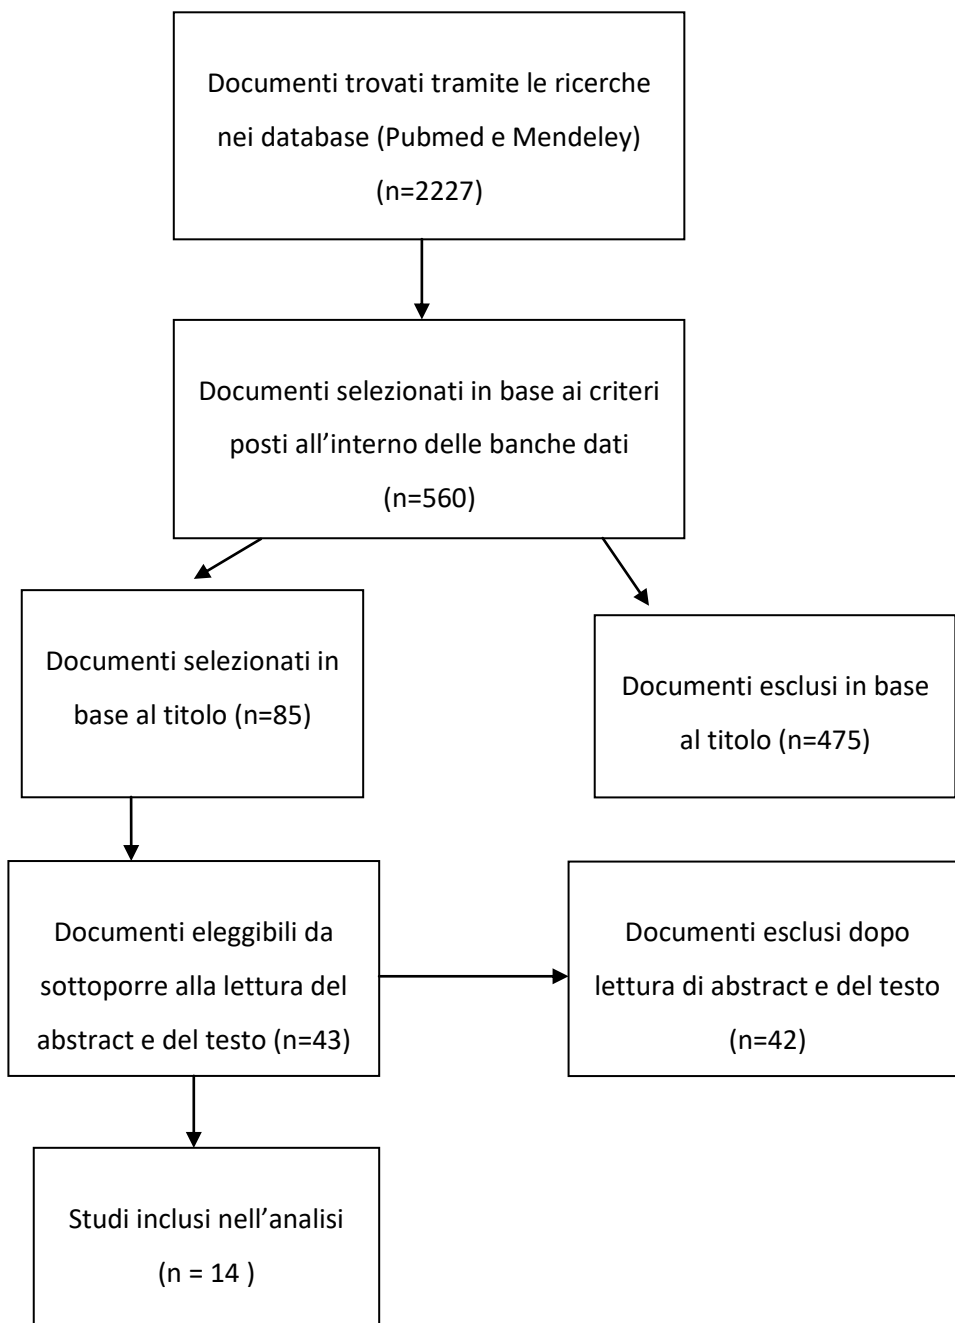 Documenti trovati tramite le ricerche
nei database (Pubmed e Mendeley)
(n=2227)
Documenti selezionati in base ai criteri
posti all’interno delle banche dati
(n=560)
Documenti selezionati in
base al titolo (n=85)
Documenti esclusi in base
al titolo (n=475)
Documenti eleggibili da
sottoporre alla lettura del
abstract e del testo (n=43)
Documenti esclusi dopo
lettura di abstract e del testo
(n=42)
Studi inclusi nell’analisi
(n = 14 )